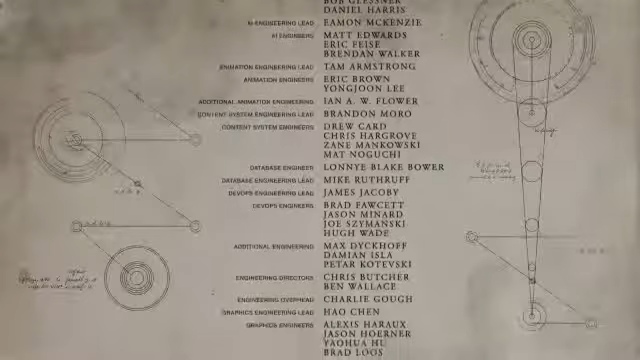 BOB GLESSNER
DANIEL HARRIS
AI ENGINEERING LEAD EAMON MCKENZIE
AI ENGINEERS MATT EDWARDS
ERIC FEISE
BRENDAN WALKER
ANIMATION ENGINEERING LEAD TAM ARMSTRONG
ANIMATION ENGINEERS ERIC BROWN
YONGJOON LEE
ADDITIONAL ANIMATION ENGINEERING IAN A. W. FLOWER
CONTENT SYSTEM ENGINEERING LEAD BRANDON MORO
CONTENT SYSTEM ENGINEERS DREW CARD
CHRIS HARGROVE
ZANE MANKOWSKI
MAT NOGUCHI
DATABASE ENGINEER LONNYE BLAKE BOWER
DATABASE ENGINEERING LEAD MIKE RUTHRUFF
DEVOPS ENGINEERING LEAD JAMES JACOBY
DEVOPS ENGINEERS BRAD FAWCETT
JASON MINARD
JOE SZYMANSKI
HUGH WADE
ADDITIONAL ENGINEERING MAX DYCKHOFF
DAMIAN ISLA
PETAR KOTEVSKI
ENGINEERING DIRECTORS CHRIS BUTCHER
BEN WALLACE
ENGINEERING OVERHEAD CHARLIE GOUGH
GRAPHICS ENGINEERING LEAD HAO CHEN
GRAPHICS ENGINEERS ALEXIS HARAUX
JASON HOERNER
YAOHUA HU
BRAD LOOS